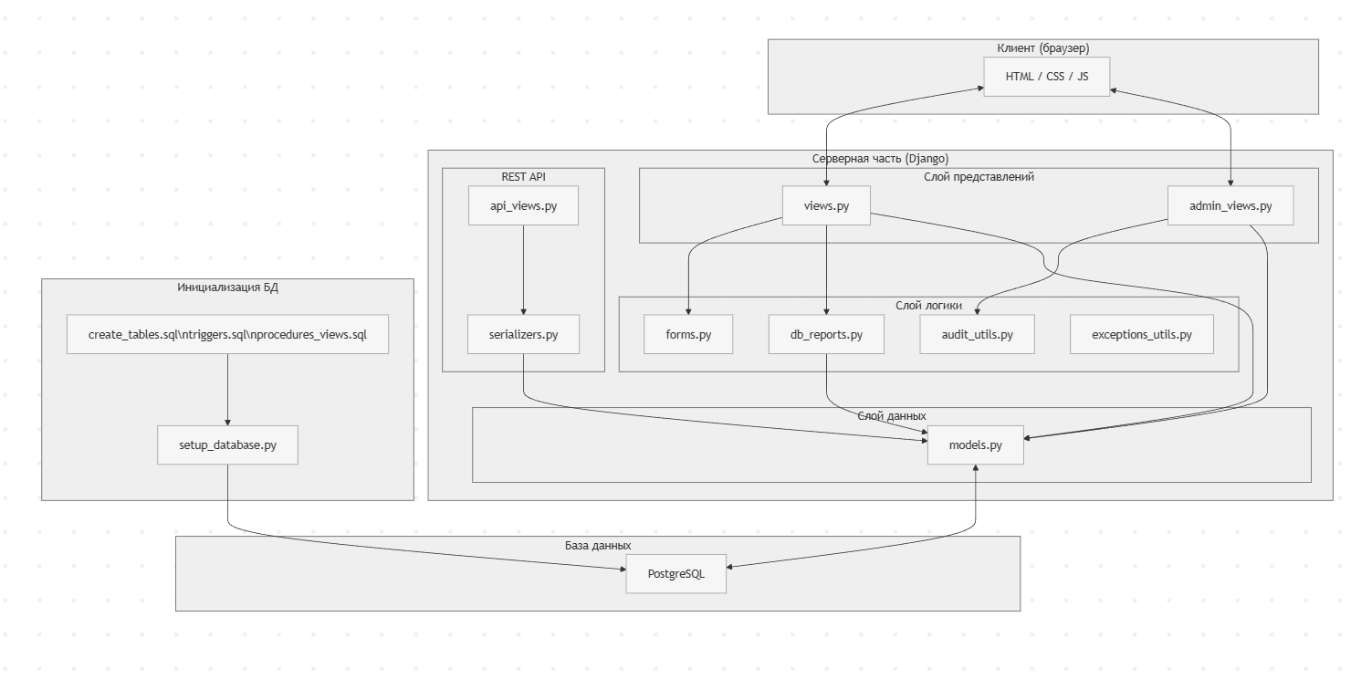 Клиент (браузер)
HTML / CSS / JS
Серверная часть (Django)
REST API
Слой представлений
api_views.py
views.py
admin_views.py
Инициализация БД
Слой логики
create_tables.sql\ntriggers.sql\nprocedures_views.sql
serializers.py
forms.py
db_reports.py
audit_utils.py
exceptions_utils.py
Слой данных
setup_database.py
models.py
База данных
PostgreSQL